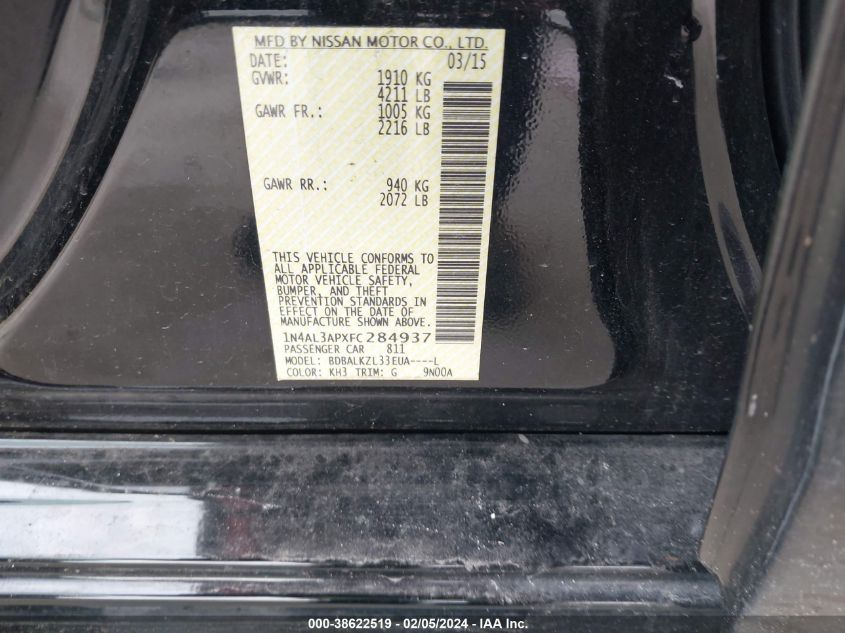 MFD BY NISSAN MOTOR CO., LTD.
DATE: 03/15
GVWR: 1910 KG
4211 LB
GAWR FR.: 1005 KG
2216 LB
GAWR RR.: 940 KG
2072 LB
THIS VEHICLE CONFORMS TO
ALL APPLICABLE FEDERAL
MOTOR VEHICLE SAFETY,
BUMPER, AND THEFT
PREVENTION STANDARDS IN
EFFECT ON THE DATE OF
MANUFACTURE SHOWN ABOVE.
1N4AL3APXFC284937
PASSENGER CAR 811
MODEL: BDBALKZL33EUA----L
COLOR: KH3 TRIM: G 9N00A
000-38622519 - 02/05/2024 - IAA Inc.